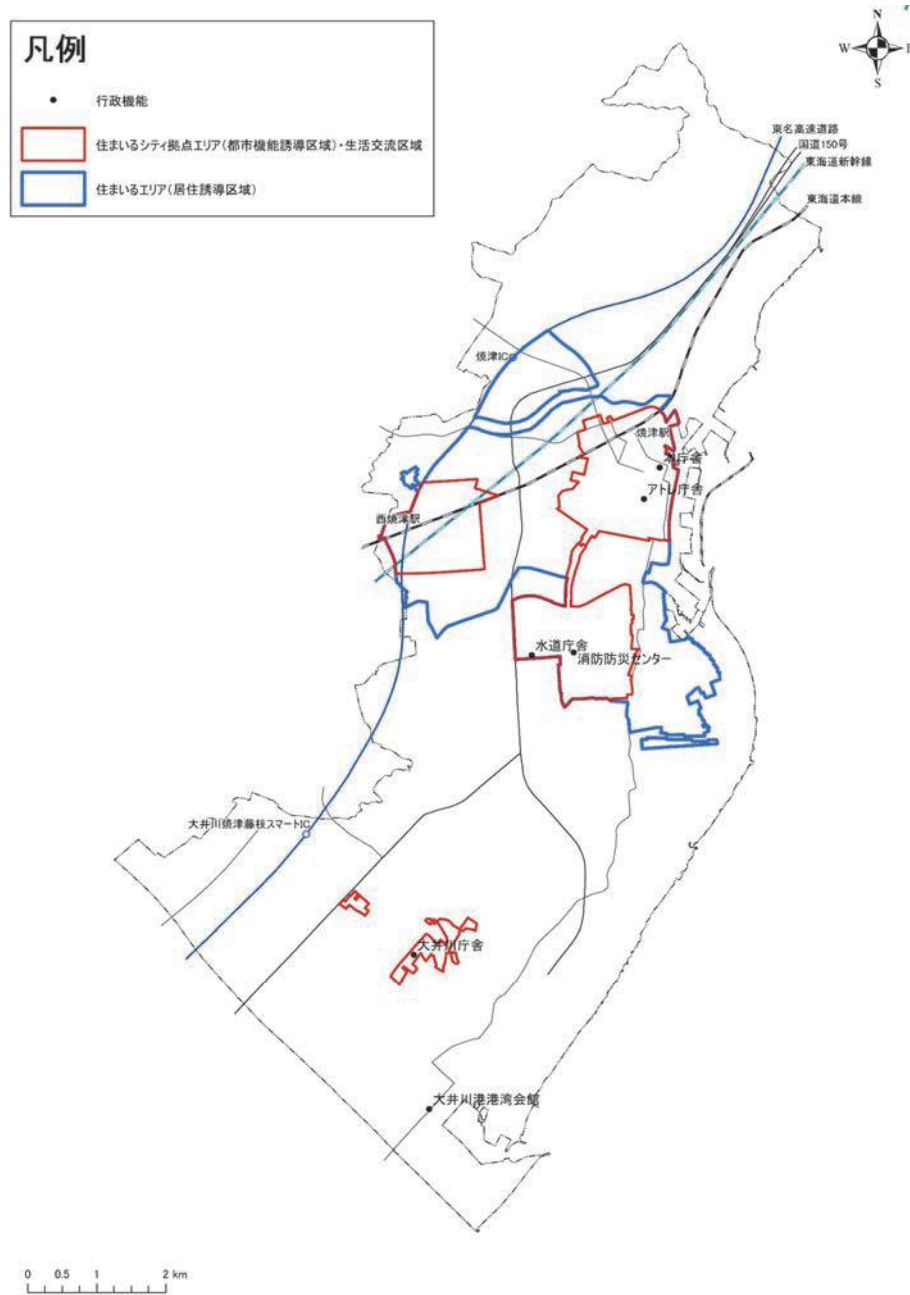 凡例
行政機能
住まいるシティ拠点エリア(都市機能誘導区域)・生活交流区域
住まいるエリア(居住誘導区域)
N
W
E
S
東名高速道路
国道150号
東海道新幹線
東海道本線
焼津IC
焼津駅
本庁舎
アトレ庁舎
西焼津駅
水道庁舎
消防防災センター
大井川焼津藤枝スマートIC
大井川庁舎
大井川港港湾会館
0 0.5 1 2 km